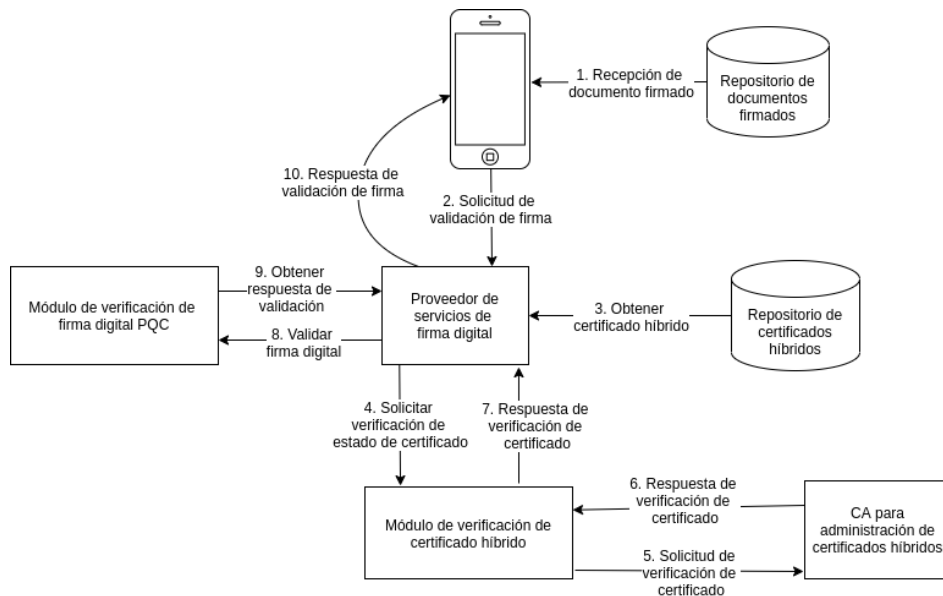 1. Recepción de
documento firmado
Repositorio de
documentos
firmados
10. Respuesta de
validación de firma
2. Solicitud de
validación de firma
Módulo de verificación de
firma digital PQC
9. Obtener
respuesta de
validación
8. Validar
firma digital
Proveedor de
servicios de
firma digital
3. Obtener
certificado híbrido
Repositorio de
certificados
híbridos
4. Solicitar
verificación de
estado de certificado
7. Respuesta de
verificación de
certificado
Módulo de verificación de
certificado híbrido
6. Respuesta de
verificación de
certificado
5. Solicitud de
verificación de
certificado
CA para
administración de
certificados híbridos